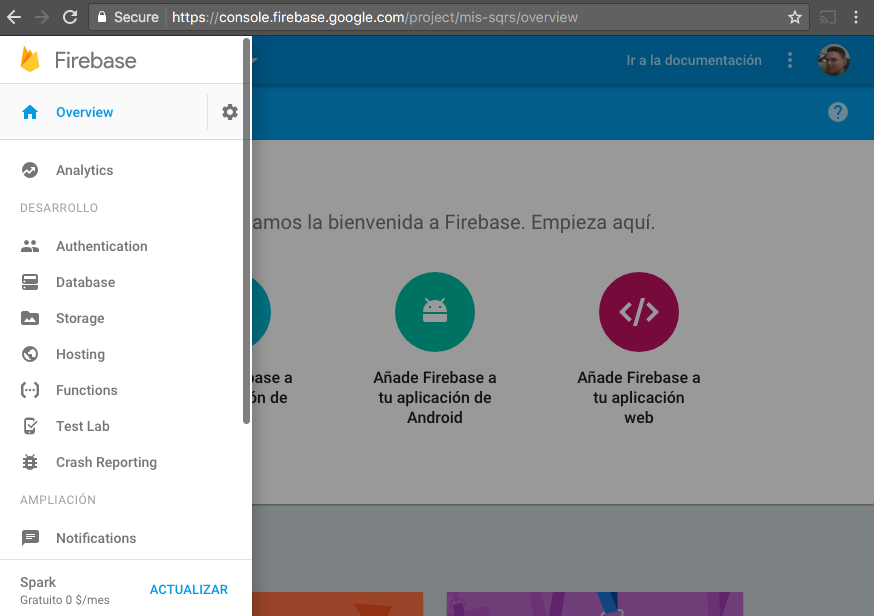 Secure https://console.firebase.google.com/project/mis-sqrs/overview
Firebase
Ir a la documentación
Overview
Analytics
DESARROLLO
Authentication
Database
Storage
Hosting
Functions
Test Lab
Crash Reporting
AMPLIACIÓN
Notifications
Spark
Gratuito 0 $/mes
ACTUALIZAR
amos la bienvenida a Firebase. Empieza aquí.
base a
ón de
Añade Firebase a
tu aplicación de
Android
Añade Firebase a
tu aplicación
web